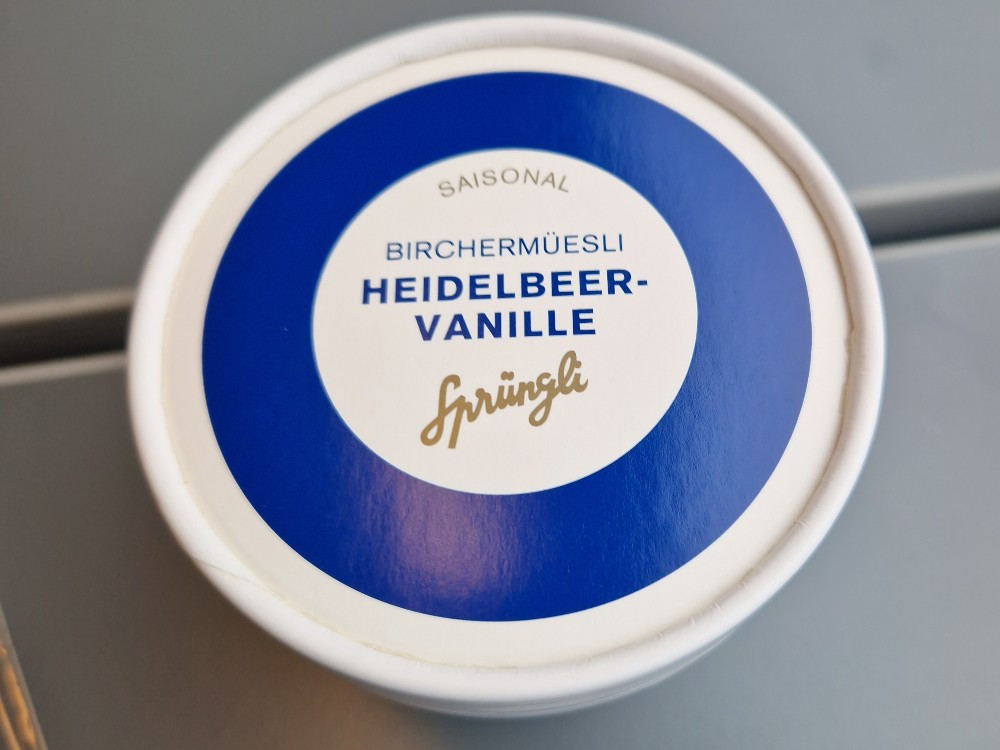 SAISONAL
BIRCHERMÜESLI
HEIDELBEER-
VANILLE
Sprüngli